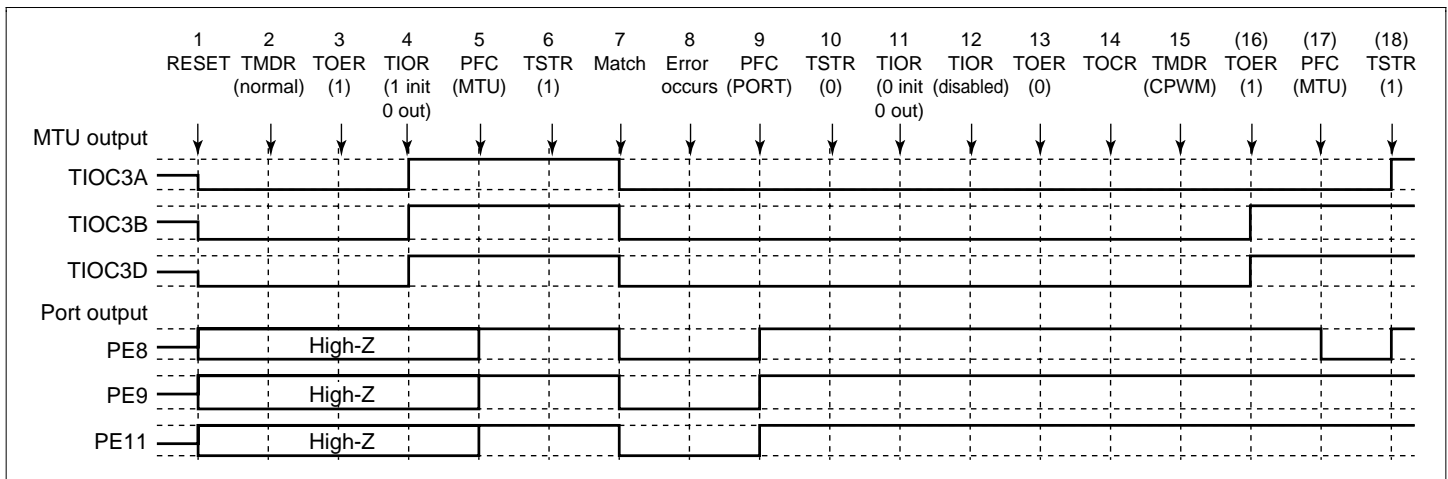 1 2 3 4 5 6 7 8 9 10 11 12 13 14 15 (16) (17) (18)
RESET TMDR TOER TIOR PFC TSTR Match Error PFC TSTR TIOR TIOR TOER TOCR TMDR TOER PFC TSTR
(normal) (1) (1 init (MTU) (1) occurs (PORT) (0) (0 init (disabled) (0) (CPWM) (1) (MTU) (1)
0 out) 0 out)
MTU output
TIOC3A
TIOC3B
TIOC3D
Port output
PE8 High-Z
PE9 High-Z
PE11 High-Z